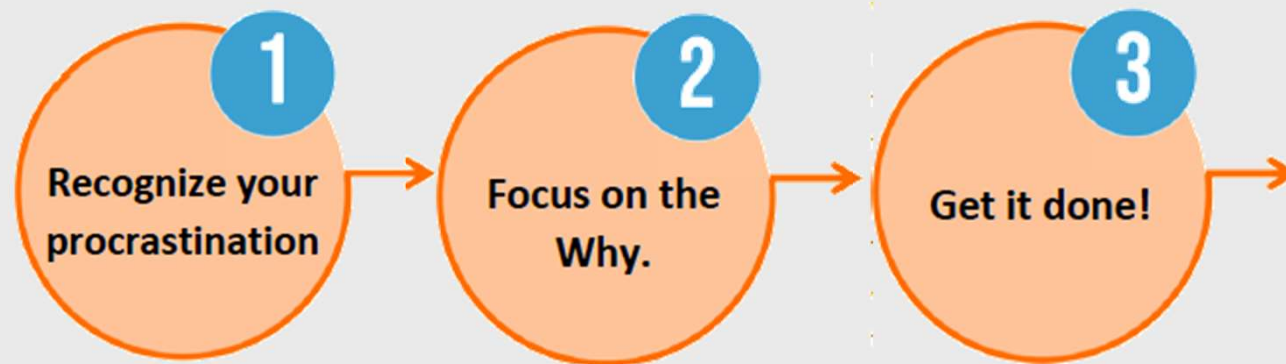 1
Recognize your
procrastination
2
Focus on the
Why.
3
Get it done!